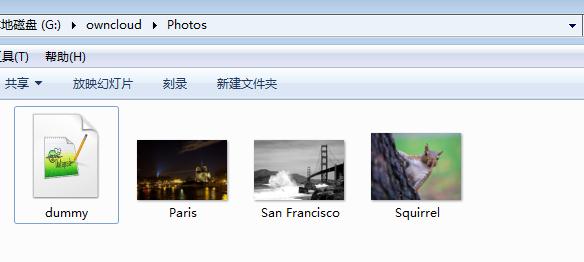 地磁盘 (G:) ▸ owncloud ▸ Photos
工具(T) 帮助(H)
共享 放映幻灯片 刻录 新建文件夹
dummy Paris San Francisco Squirrel